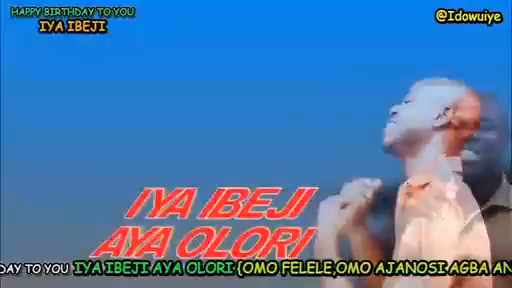 HAPPY BIRTHDAY TO YOU
IYA IBEJI
@Idowuiye
IYA IBEJI
AYA OLORI
DAY TO YOU IYA IBEJI AYA OLORI {OMO FELELE,OMO AJANOSI AGBA AN